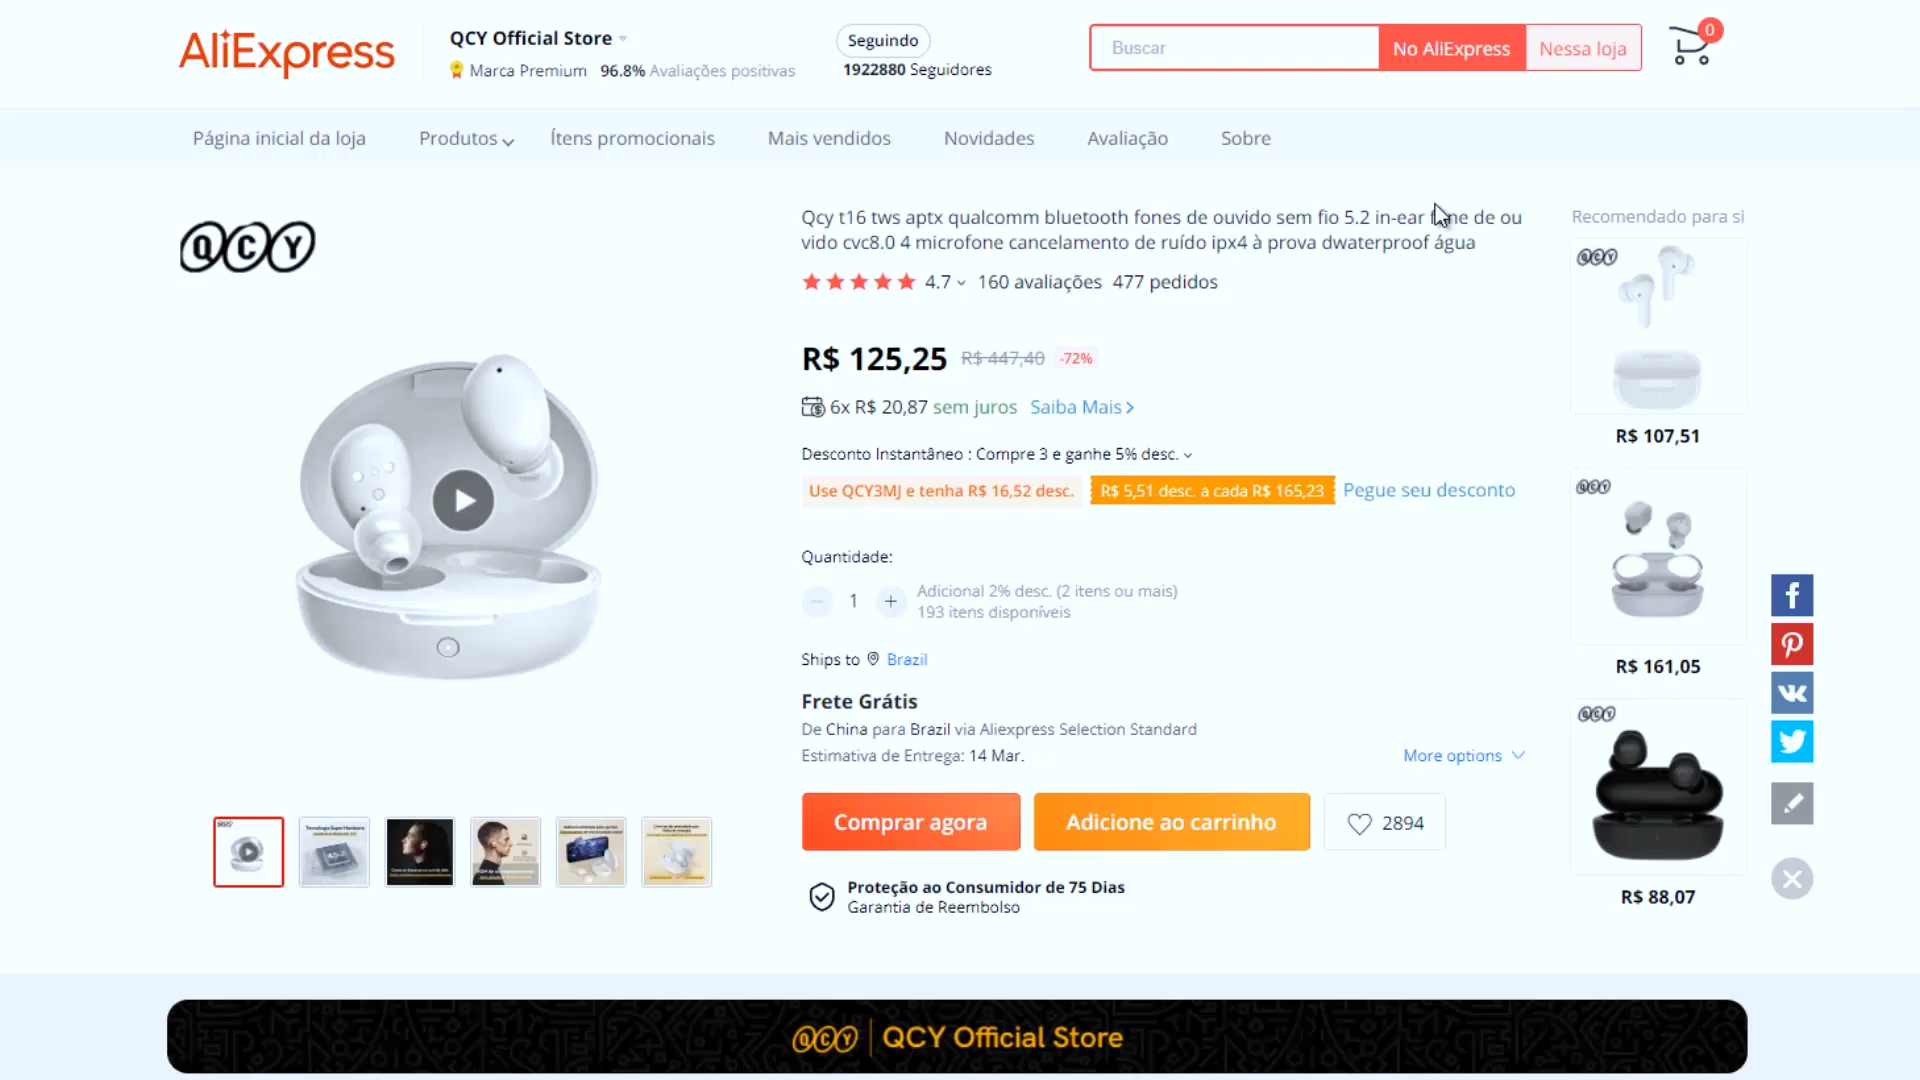 AliExpress
QCY Official Store
Marca Premium 96.8% Avaliações positivas
Seguindo
1922880 Seguidores
Buscar
No AliExpress
Nessa loja
0
Página inicial da loja
Produtos
Ítens promocionais
Mais vendidos
Novidades
Avaliação
Sobre
QCY
Qcy t16 tws aptx qualcomm bluetooth fones de ouvido sem fio 5.2 in-ear fone de ou
vido cvc8.0 4 microfone cancelamento de ruído ipx4 à prova dwaterproof água
4.7 160 avaliações 477 pedidos
R$ 125,25 R$ 447,40 -72%
6x R$ 20,87 sem juros Saiba Mais
Desconto Instantâneo : Compre 3 e ganhe 5% desc.
Use QCY3MJ e tenha R$ 16,52 desc. R$ 5,51 desc. a cada R$ 165,23 Pegue seu desconto
Quantidade:
1
Adicional 2% desc. (2 itens ou mais)
193 itens disponíveis
Ships to Brazil
Frete Grátis
De China para Brazil via Aliexpress Selection Standard
Estimativa de Entrega: 14 Mar.
More options
Comprar agora
Adicione ao carrinho
2894
Proteção ao Consumidor de 75 Dias
Garantia de Reembolso
Recomendado para si
QCY
R$ 107,51
QCY
R$ 161,05
QCY
R$ 88,07
QCY QCY Official Store